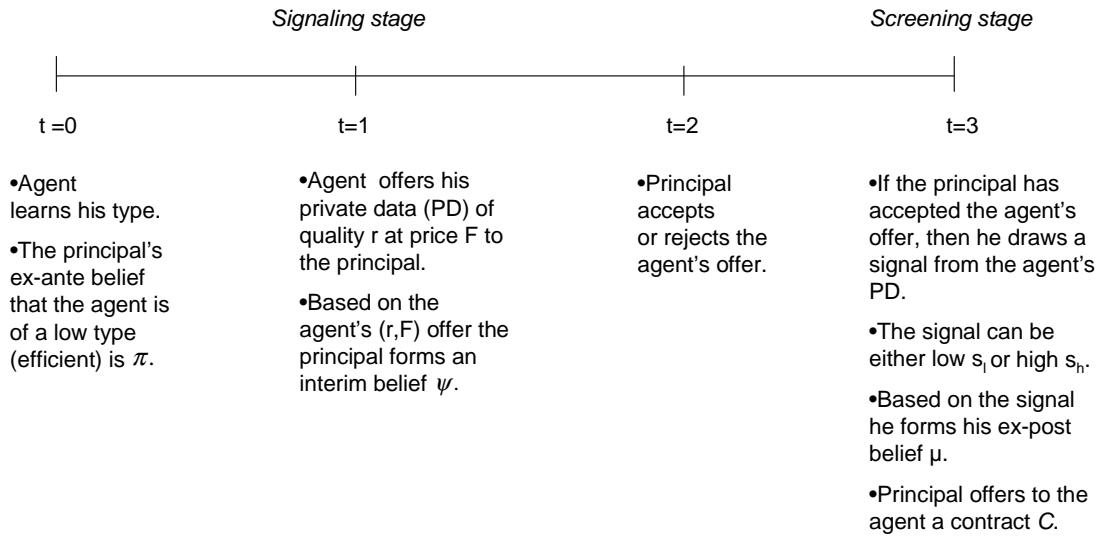 Signaling stage
Screening stage
t =0
t=1
t=2
t=3
•Agent
learns his type.
•The principal's
ex-ante belief
that the agent is
of a low type
(efficient) is π.
•Agent offers his
private data (PD) of
quality r at price F to
the principal.
•Based on the
agent's (r,F) offer the
principal forms an
interim belief ψ.
•Principal
accepts
or rejects the
agent's offer.
•If the principal has
accepted the agent's
offer, then he draws a
signal from the agent's
PD.
•The signal can be
either low s_l or high s_h.
•Based on the signal
he forms his ex-post
belief μ.
•Principal offers to the
agent a contract C.